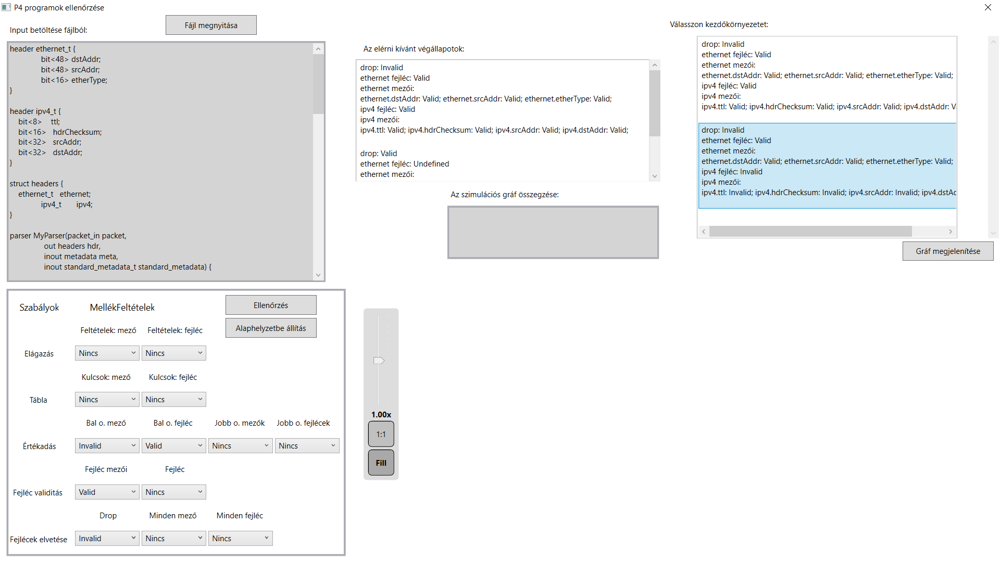 P4 programok ellenőrzése
Input betöltése fájlból:
Fájl megnyitása
header ethernet_t {
bit<48> dstAddr;
bit<48> srcAddr;
bit<16> etherType;
}
header ipv4_t {
bit<8> ttl;
bit<16> hdrChecksum;
bit<32> srcAddr;
bit<32> dstAddr;
}
struct headers {
ethernet_t ethernet;
ipv4_t ipv4;
}
parser MyParser(packet_in packet,
out headers hdr,
inout metadata meta,
inout standard_metadata_t standard_metadata) {
Az elérni kívánt végállapotok:
drop: Invalid
ethernet fejléc: Valid
ethernet mezői:
ethernet.dstAddr: Valid; ethernet.srcAddr: Valid; ethernet.etherType: Valid;
ipv4 fejléc: Valid
ipv4 mezői:
ipv4.ttl: Valid; ipv4.hdrChecksum: Valid; ipv4.srcAddr: Valid; ipv4.dstAddr: Valid;
drop: Valid
ethernet fejléc: Undefined
ethernet mezői:
Az szimulációs gráf összegzése:
Válasszon kezdőkörnyezetet:
drop: Invalid
ethernet fejléc: Valid
ethernet mezői:
ethernet.dstAddr: Valid; ethernet.srcAddr: Valid; ethernet.etherType: Valid;
ipv4 fejléc: Valid
ipv4 mezői:
ipv4.ttl: Valid; ipv4.hdrChecksum: Valid; ipv4.srcAddr: Valid; ipv4.dstAddr: V
drop: Invalid
ethernet fejléc: Valid
ethernet mezői:
ethernet.dstAddr: Valid; ethernet.srcAddr: Valid; ethernet.etherType: Valid;
ipv4 fejléc: Invalid
ipv4 mezői:
ipv4.ttl: Invalid; ipv4.hdrChecksum: Invalid; ipv4.srcAddr: Invalid; ipv4.dstAd
Gráf megjelenítése
Szabályok MellékFeltételek
Ellenőrzés
Alaphelyzetbe állítás
Feltételek: mező Feltételek: fejléc
Elágazás Nincs Nincs
Kulcsok: mező Kulcsok: fejléc
Tábla Nincs Nincs
Bal o. mező Bal o. fejléc Jobb o. mezők Jobb o. fejlécek
Értékadás Invalid Valid Nincs Nincs
Fejléc mezői Fejléc
Fejléc validitás Valid Nincs
Drop Minden mező Minden fejléc
Fejlécek elvetése Invalid Nincs Nincs
1.00x
1:1
Fill